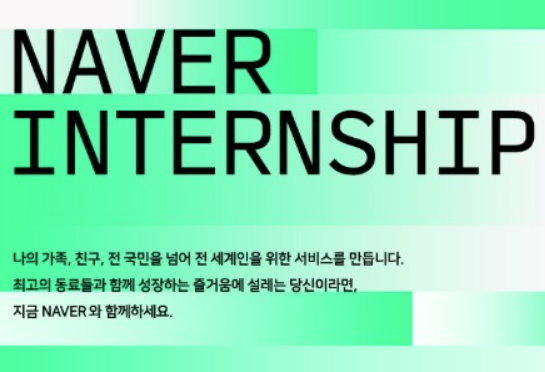 NAVER
INTERNSHIP
나의 가족, 친구, 전 국민을 넘어 전 세계인을 위한 서비스를 만듭니다.
최고의 동료들과 함께 성장하는 즐거움에 설레는 당신이라면,
지금 NAVER 와 함께하세요.